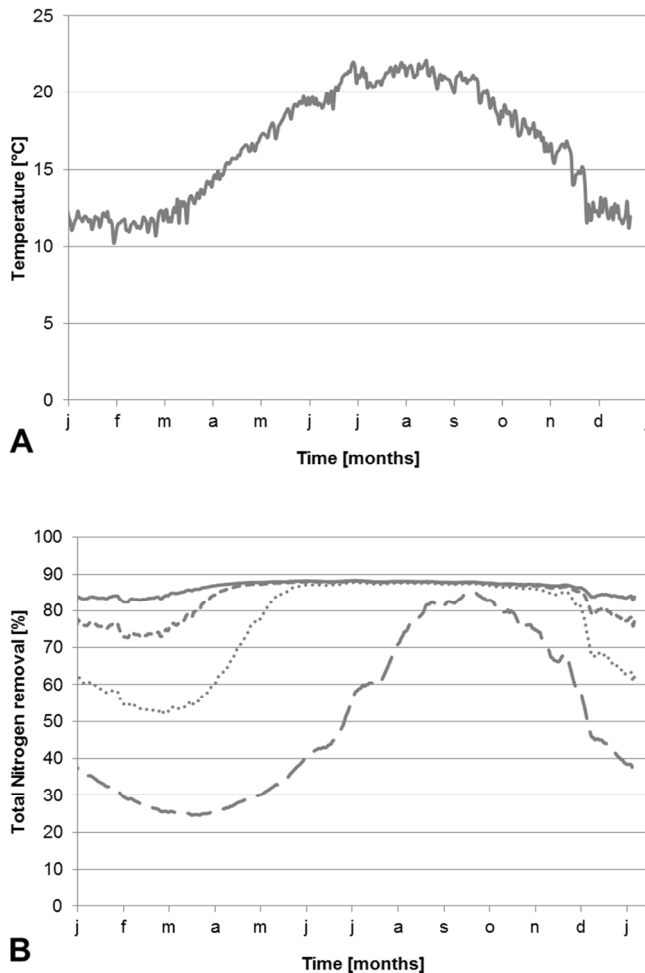 25
20
15
10
5
0
Temperature [°C]
j f m a m j j a s o n d
Time [months]
A
100
90
80
70
60
50
40
30
20
10
0
Total Nitrogen removal [%]
j f m a m j j a s o n d j
Time [months]
B